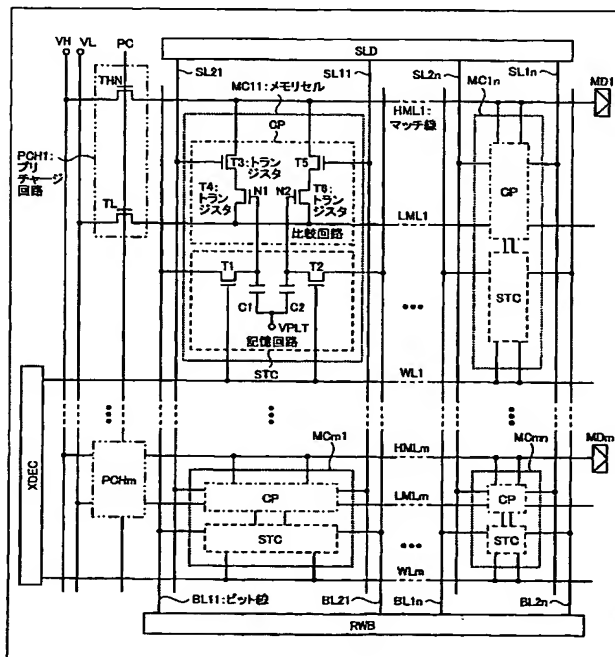 VH VL PC
SLD
SL21
SL11
SL2n
SL1n
THN
MC11:メモリセル
MC1n
MD1
HML1:
マッチ線
CP
PCH1:
プリ
チャージ
回路
T3:トラン
ジスタ
T5
T4:トラン
ジスタ
N1
N2
T6:トラン
ジスタ
CP
TL
LML1
比較回路
T1
T2
C1
C2
STC
VPLT
記憶回路
STC
WL1
MCm1
HMLm
MCmn
MDm
XDEC
PCHm
CP
LMLm
CP
STC
STC
WLm
BL11:ビット線
BL21
BL1n
BL2n
RWB